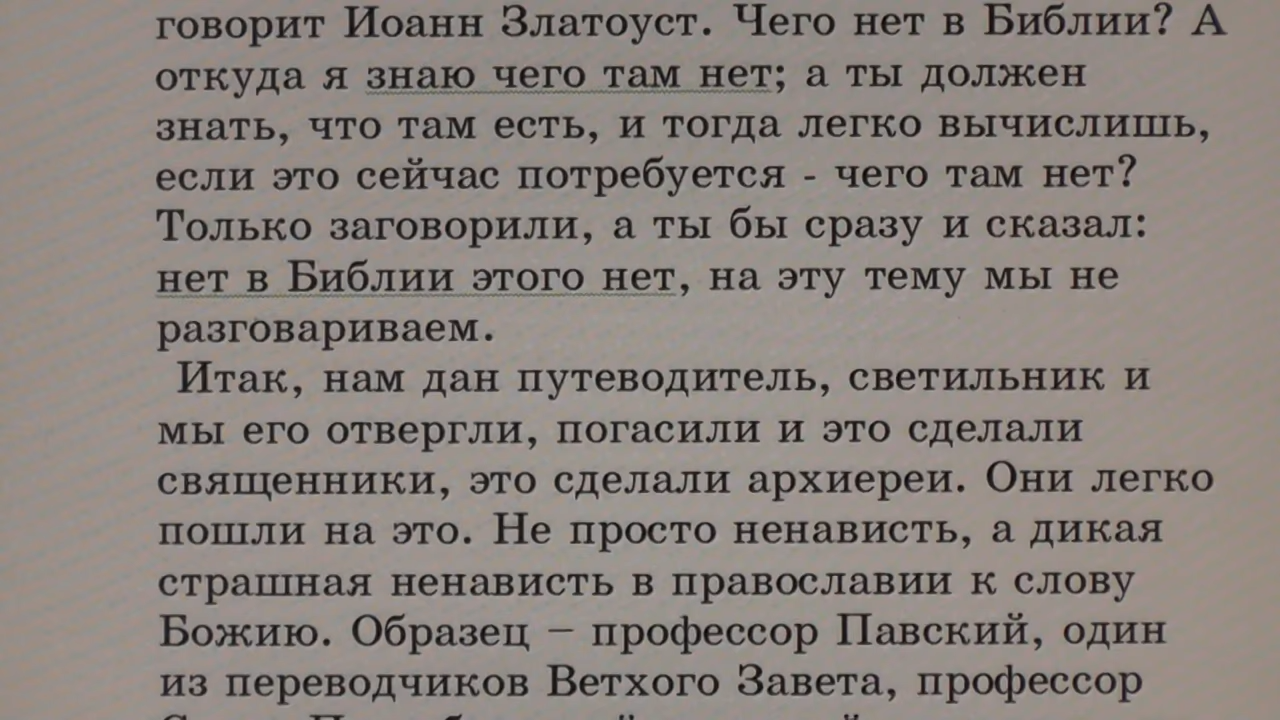 говорит Иоанн Златоуст. Чего нет в Библии? А
откуда я знаю чего там нет; а ты должен
знать, что там есть, и тогда легко вычислишь,
если это сейчас потребуется - чего там нет?
Только заговорили, а ты бы сразу и сказал:
нет в Библии этого нет, на эту тему мы не
разговариваем.
Итак, нам дан путеводитель, светильник и
мы его отвергли, погасили и это сделали
священники, это сделали архиереи. Они легко
пошли на это. Не просто ненависть, а дикая
страшная ненависть в православии к слову
Божию. Образец – профессор Павский, один
из переводчиков Ветхого Завета, профессор